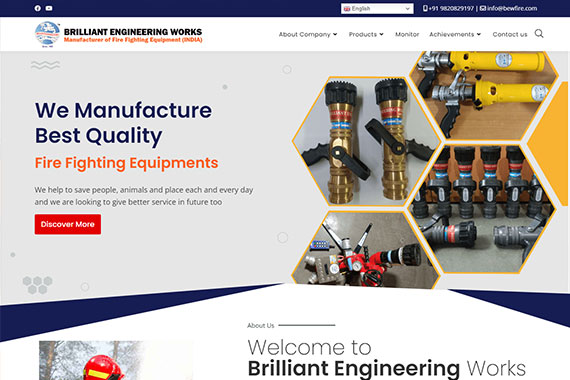 English
+91 9820829197 | info@bewfire.com
BRILLIANT ENGINEERING WORKS
Manufacturer of Fire Fighting Equipment (INDIA)
About Company Products Monitor Achievements Contact us
We Manufacture
Best Quality
Fire Fighting Equipments
We help to save people, animals and place each and every day
and we are looking to give better service in future too
Discover More
About Us
Welcome to
Brilliant Engineering Works